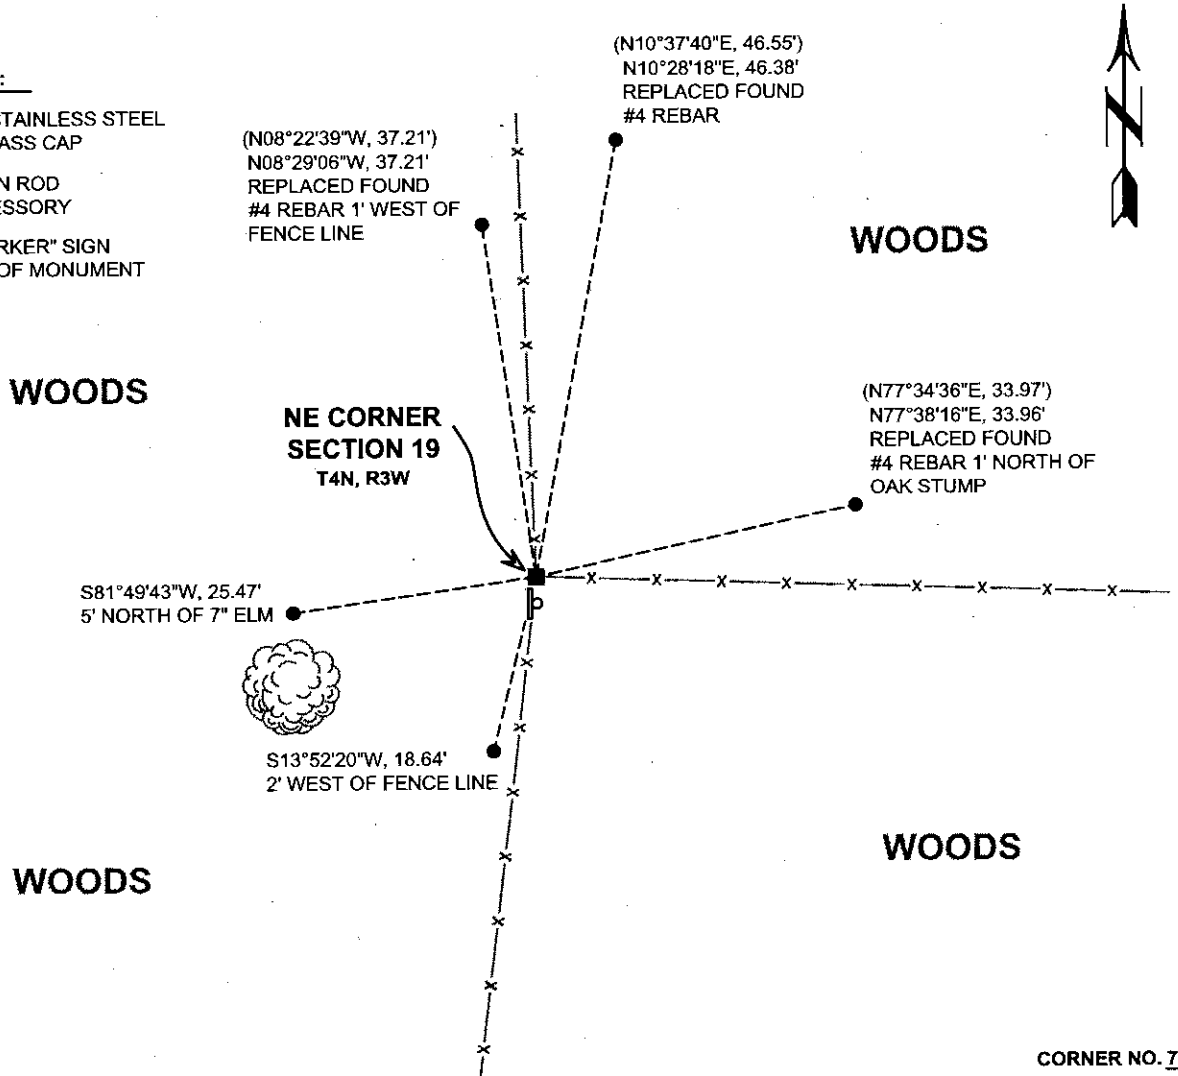 :
TAINLESS STEEL
ASS CAP
N ROD
ESSORY
RKER" SIGN
OF MONUMENT
(N08°22'39"W, 37.21')
N08°29'06"W, 37.21'
REPLACED FOUND
#4 REBAR 1' WEST OF
FENCE LINE
(N10°37'40"E, 46.55')
N10°28'18"E, 46.38'
REPLACED FOUND
#4 REBAR
N
WOODS
WOODS
NE CORNER
SECTION 19
T4N, R3W
(N77°34'36"E, 33.97')
N77°38'16"E, 33.96'
REPLACED FOUND
#4 REBAR 1' NORTH OF
OAK STUMP
S81°49'43"W, 25.47'
5' NORTH OF 7" ELM
S13°52'20"W, 18.64'
2' WEST OF FENCE LINE
WOODS
WOODS
CORNER NO. 7